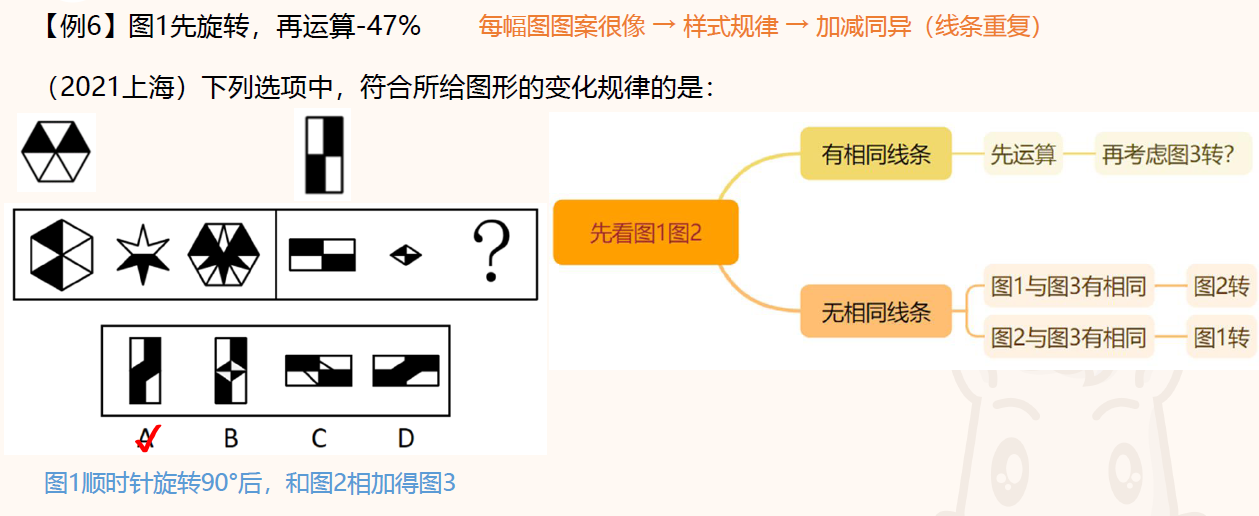 【例6】图1先旋转，再运算-47%
每幅图图案很像 → 样式规律 → 加减同异（线条重复）
（2021上海）下列选项中，符合所给图形的变化规律的是：
?
A
B
C
D
图1顺时针旋转90°后，和图2相加得图3
先看图1图2
有相同线条
先运算
再考虑图3转?
无相同线条
图1与图3有相同
图2转
图2与图3有相同
图1转